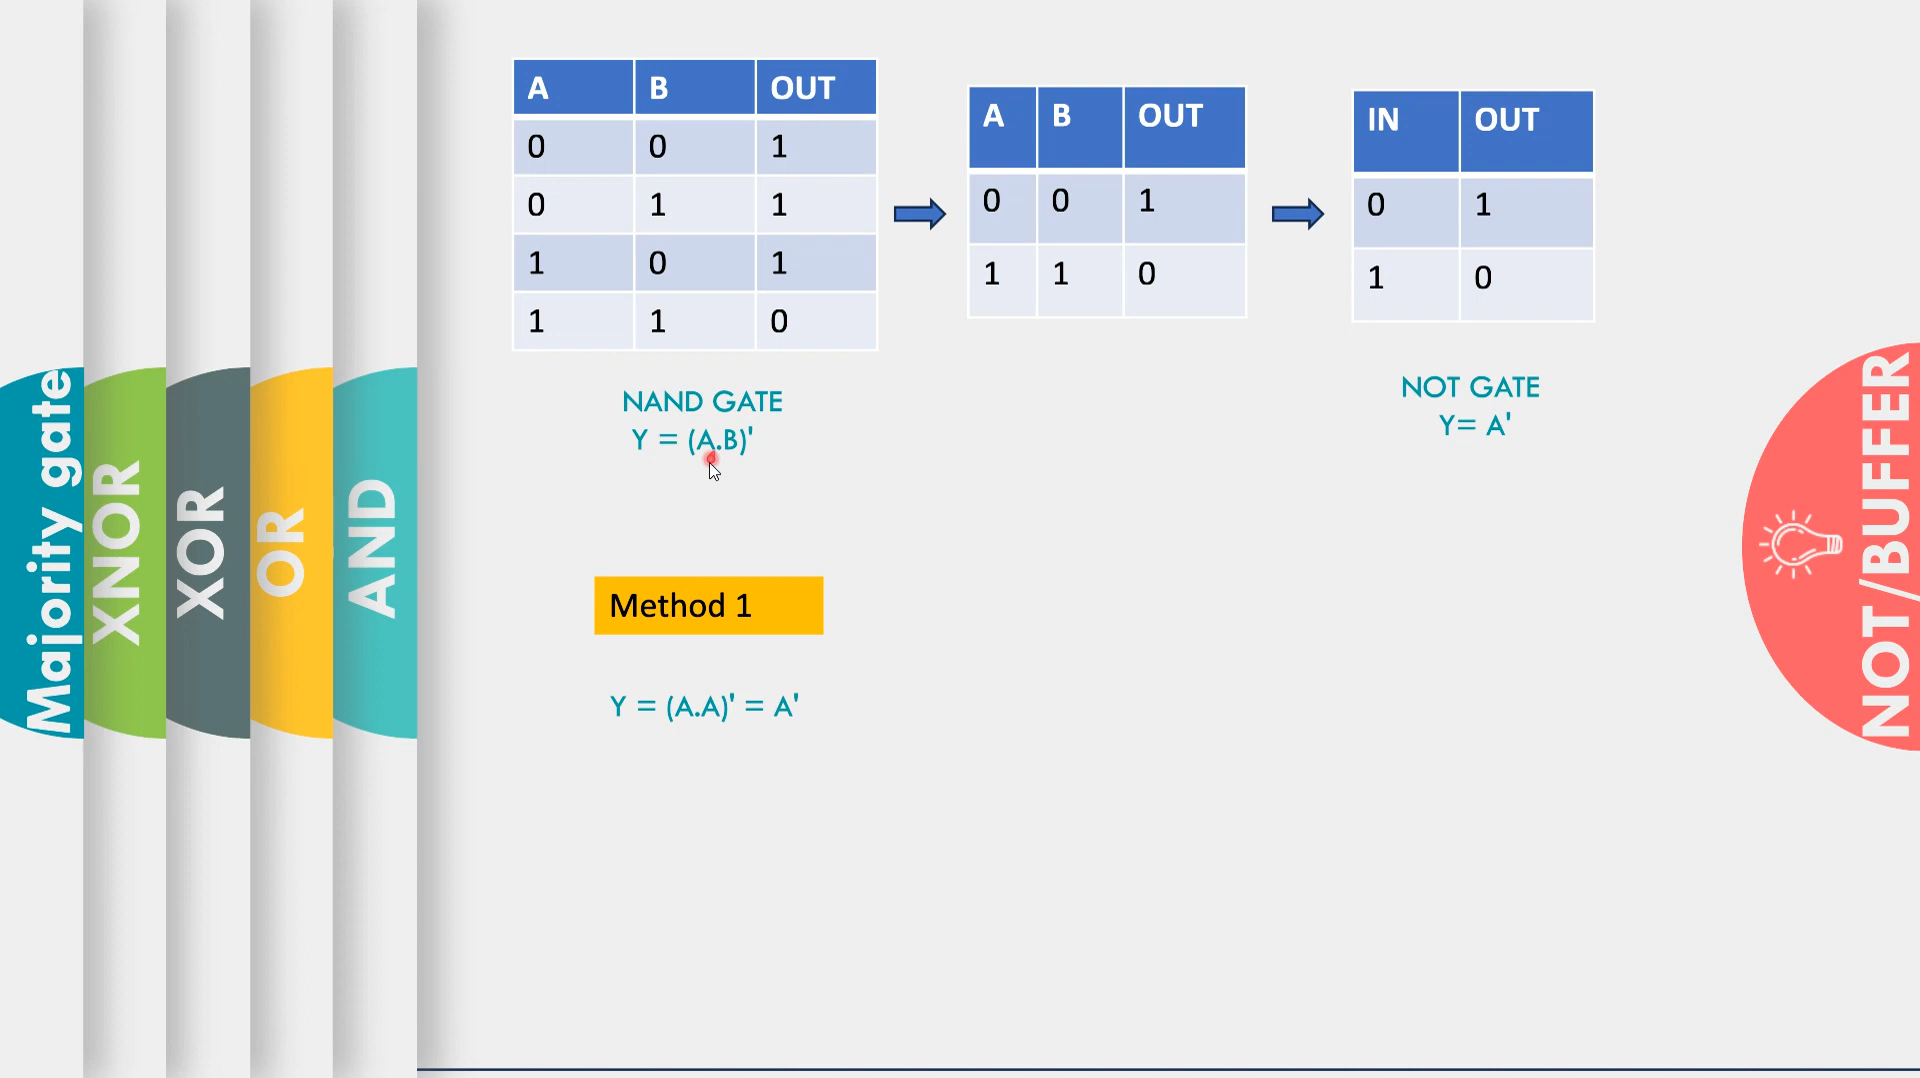 Majority gate
XNOR
XOR
OR
AND
A B OUT
0 0 1
0 1 1
1 0 1
1 1 0
NAND GATE
Y = (A.B)'
A B OUT
0 0 1
1 1 0
IN OUT
0 1
1 0
NOT GATE
Y= A'
Method 1
Y = (A.A)' = A'
NOT/BUFFER